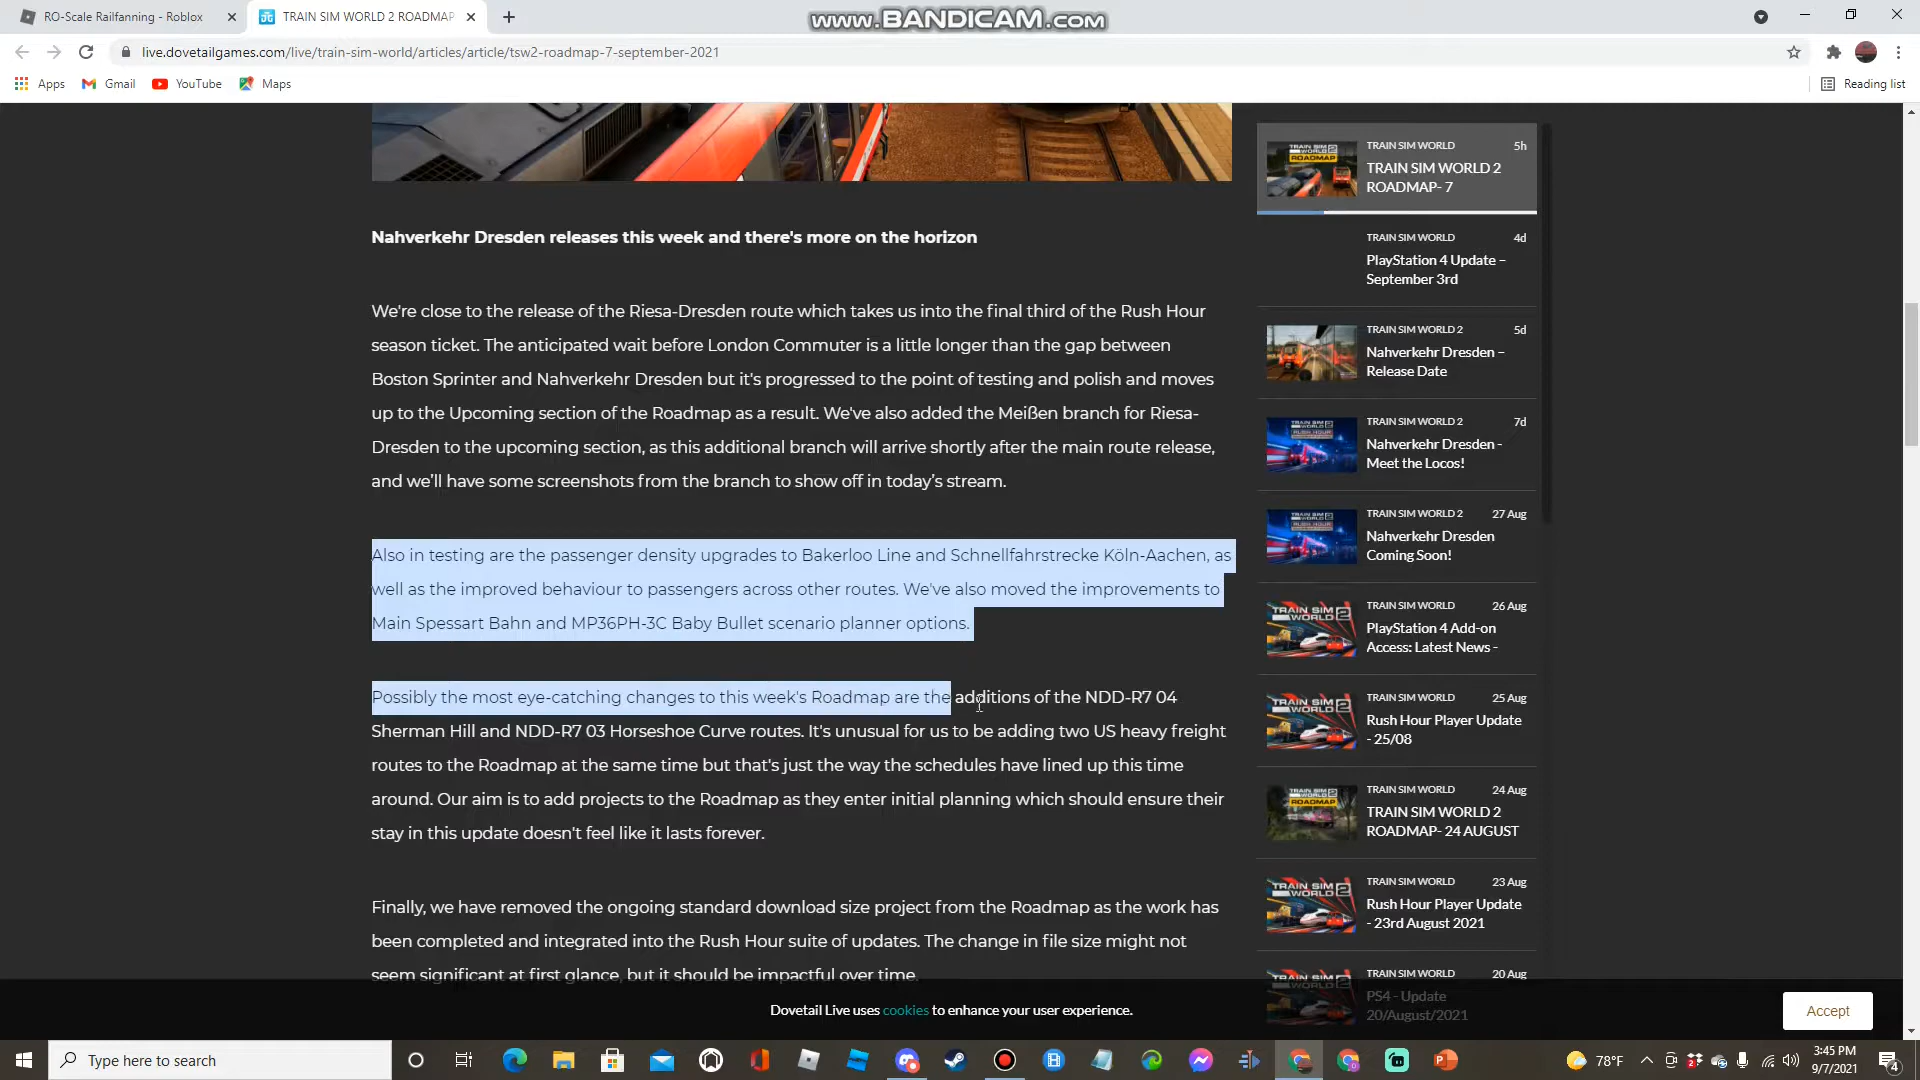 RO-Scale Railfanning - Roblox
TRAIN SIM WORLD 2 ROADMAP
WWW.BANDICAM.COM
live.dovetailgames.com/live/train-sim-world/articles/article/tsw2-roadmap-7-september-2021
Apps
Gmail
YouTube
Maps
Reading list
Nahverkehr Dresden releases this week and there's more on the horizon
We're close to the release of the Riesa-Dresden route which takes us into the final third of the Rush Hour
season ticket. The anticipated wait before London Commuter is a little longer than the gap between
Boston Sprinter and Nahverkehr Dresden but it's progressed to the point of testing and polish and moves
up to the Upcoming section of the Roadmap as a result. We've also added the Meißen branch for Riesa-
Dresden to the upcoming section, as this additional branch will arrive shortly after the main route release,
and we’ll have some screenshots from the branch to show off in today’s stream.
Also in testing are the passenger density upgrades to Bakerloo Line and Schnellfahrstrecke Köln-Aachen, as
well as the improved behaviour to passengers across other routes. We've also moved the improvements to
Main Spessart Bahn and MP36PH-3C Baby Bullet scenario planner options.
Possibly the most eye-catching changes to this week's Roadmap are the additions of the NDD-R7 04
Sherman Hill and NDD-R7 03 Horseshoe Curve routes. It's unusual for us to be adding two US heavy freight
routes to the Roadmap at the same time but that's just the way the schedules have lined up this time
around. Our aim is to add projects to the Roadmap as they enter initial planning which should ensure their
stay in this update doesn't feel like it lasts forever.
Finally, we have removed the ongoing standard download size project from the Roadmap as the work has
been completed and integrated into the Rush Hour suite of updates. The change in file size might not
seem significant at first glance, but it should be impactful over time.
TRAIN SIM WORLD 5h
TRAIN SIM WORLD 2
ROADMAP- 7
TRAIN SIM WORLD 4d
PlayStation 4 Update –
September 3rd
TRAIN SIM WORLD 2 5d
Nahverkehr Dresden –
Release Date
TRAIN SIM WORLD 2 7d
Nahverkehr Dresden -
Meet the Locos!
TRAIN SIM WORLD 2 27 Aug
Nahverkehr Dresden
Coming Soon!
TRAIN SIM WORLD 26 Aug
PlayStation 4 Add-on
Access: Latest News -
TRAIN SIM WORLD 25 Aug
Rush Hour Player Update
- 25/08
TRAIN SIM WORLD 24 Aug
TRAIN SIM WORLD 2
ROADMAP- 24 AUGUST
TRAIN SIM WORLD 23 Aug
Rush Hour Player Update
- 23rd August 2021
TRAIN SIM WORLD 20 Aug
PS4 - Update
20/August/2021
Dovetail Live uses cookies to enhance your user experience.
Accept
Type here to search
78°F
3:45 PM
9/7/2021
4